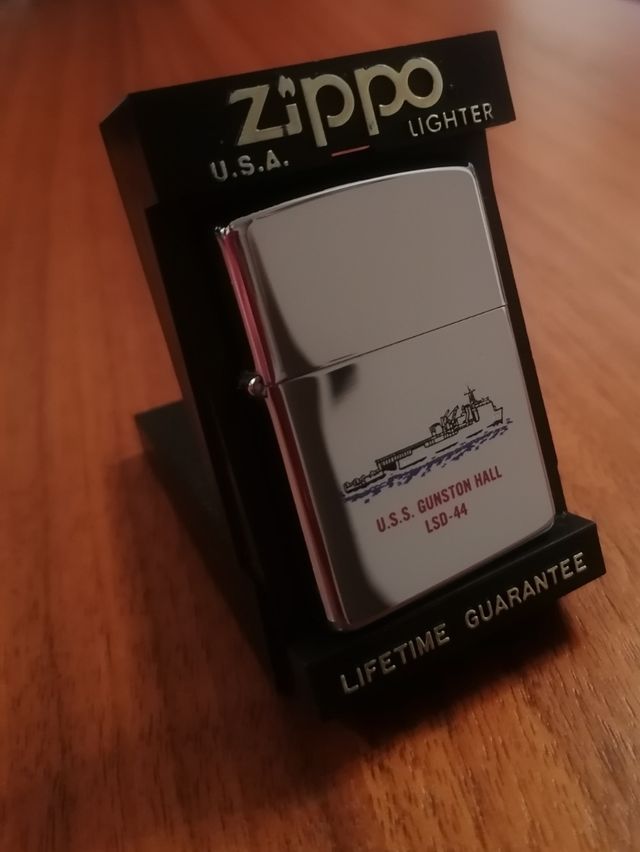 Zippo
LIGHTER
U.S.A.
U.S.S. GUNSTON HALL
LSD-44
LIFETIME GUARANTEE